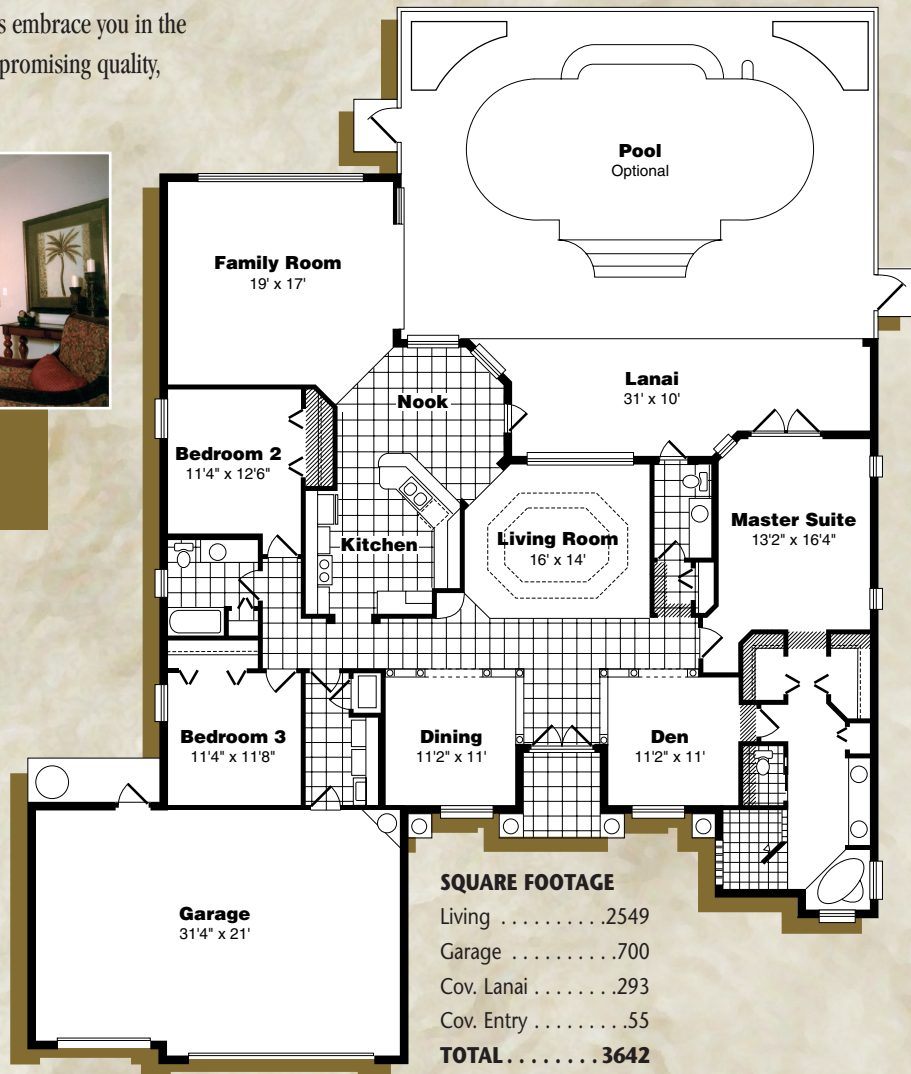 s embrace you in the
promising quality,
Pool
Optional
Family Room
19' x 17'
Lanai
31' x 10'
Nook
Bedroom 2
11'4" x 12'6"
Master Suite
13'2" x 16'4"
Kitchen
Living Room
16' x 14'
Bedroom 3
11'4" x 11'8"
Dining
11'2" x 11'
Den
11'2" x 11'
Garage
31'4" x 21'
SQUARE FOOTAGE
Living . . . . . . . . . .2549
Garage . . . . . . . . . .700
Cov. Lanai . . . . . . . .293
Cov. Entry . . . . . . . . .55
TOTAL . . . . . . . . 3642